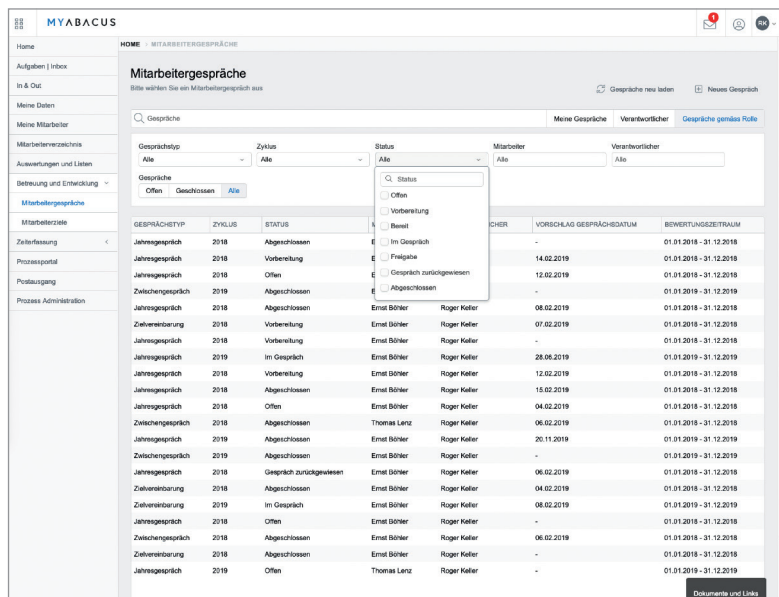 MYΛBΛCUS
1
RK
Home
Aufgaben | Inbox
In & Out
Meine Daten
Meine Mitarbeiter
Mitarbeiterverzeichnis
Auswertungen und Listen
Betreuung und Entwicklung
Mitarbeitergespräche
Mitarbeiterziele
Zeiterfassung
Prozessportal
Postausgang
Prozess Administration
HOME MITARBEITERGESPRÄCHE
Mitarbeitergespräche
Bitte wählen Sie ein Mitarbeitergespräch aus
Gespräche neu laden Neues Gespräch
Gespräche Meine Gespräche Verantwortlicher Gespräche gemäss Rolle
Gesprächstyp Zyklus Status Mitarbeiter Verantwortlicher
Alle Alle Alle Alle Alle
Gespräche
Offen Geschlossen Alle
Status
Offen
Vorbereitung
Bereit
Im Gespräch
Freigabe
Gespräch zurückgewiesen
Abgeschlossen
GESPRÄCHSTYP ZYKLUS STATUS M CHER VORSCHLAG GESPRÄCHSDATUM BEWERTUNGSZEITRAUM
Jahresgespräch 2018 Abgeschlossen E - 01.01.2018 - 31.12.2018
Jahresgespräch 2018 Vorbereitung E 14.02.2019 01.01.2018 - 31.12.2018
Jahresgespräch 2018 Offen E 12.02.2019 01.01.2018 - 31.12.2018
Zwischengespräch 2019 Abgeschlossen E - 01.01.2019 - 31.12.2019
Jahresgespräch 2018 Abgeschlossen Ernst Böhler Roger Keller 08.02.2019 01.01.2018 - 31.12.2018
Zielvereinbarung 2018 Vorbereitung Ernst Böhler Roger Keller 07.02.2019 01.01.2018 - 31.12.2018
Jahresgespräch 2018 Vorbereitung Ernst Böhler Roger Keller - 01.01.2018 - 31.12.2018
Jahresgespräch 2019 Im Gespräch Ernst Böhler Roger Keller 28.06.2019 01.01.2019 - 31.12.2019
Jahresgespräch 2018 Vorbereitung Ernst Böhler Roger Keller 12.02.2019 01.01.2018 - 31.12.2018
Jahresgespräch 2018 Abgeschlossen Ernst Böhler Roger Keller 15.02.2019 01.01.2018 - 31.12.2018
Jahresgespräch 2018 Offen Ernst Böhler Roger Keller 04.02.2019 01.01.2018 - 31.12.2018
Zwischengespräch 2018 Abgeschlossen Thomas Lenz Roger Keller 06.02.2019 01.01.2018 - 31.12.2018
Jahresgespräch 2019 Abgeschlossen Ernst Böhler Roger Keller 20.11.2019 01.01.2019 - 31.12.2019
Zwischengespräch 2019 Abgeschlossen Ernst Böhler Roger Keller - 01.01.2019 - 31.12.2019
Jahresgespräch 2018 Gespräch zurückgewiesen Ernst Böhler Roger Keller 06.02.2019 01.01.2018 - 31.12.2018
Zielvereinbarung 2018 Abgeschlossen Ernst Böhler Roger Keller 04.02.2019 01.01.2018 - 31.12.2018
Zielvereinbarung 2019 Im Gespräch Ernst Böhler Roger Keller 08.02.2019 01.01.2019 - 31.12.2019
Jahresgespräch 2018 Offen Ernst Böhler Roger Keller - 01.01.2018 - 31.12.2018
Zwischengespräch 2018 Abgeschlossen Ernst Böhler Roger Keller 06.02.2019 01.01.2018 - 31.12.2018
Zielvereinbarung 2018 Abgeschlossen Ernst Böhler Roger Keller - 01.01.2018 - 31.12.2018
Jahresgespräch 2019 Offen Thomas Lenz Roger Keller - 01.01.2019 - 31.12.2019
Dokumente und Links